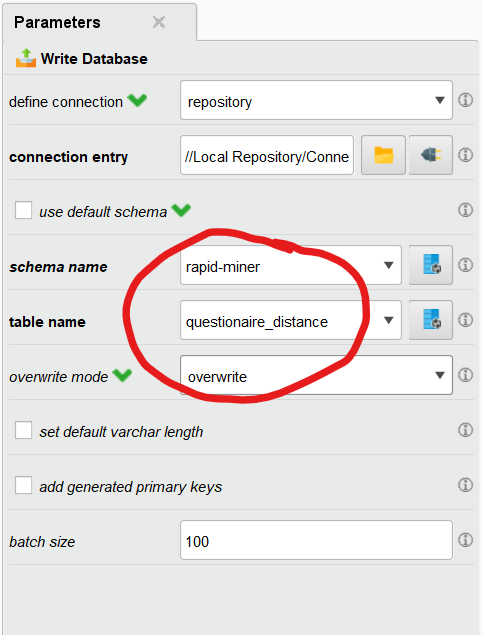 Parameters
Write Database
define connection repository
connection entry //Local Repository/Conne
use default schema
schema name rapid-miner
table name questionaire_distance
overwrite mode overwrite
set default varchar length
add generated primary keys
batch size 100